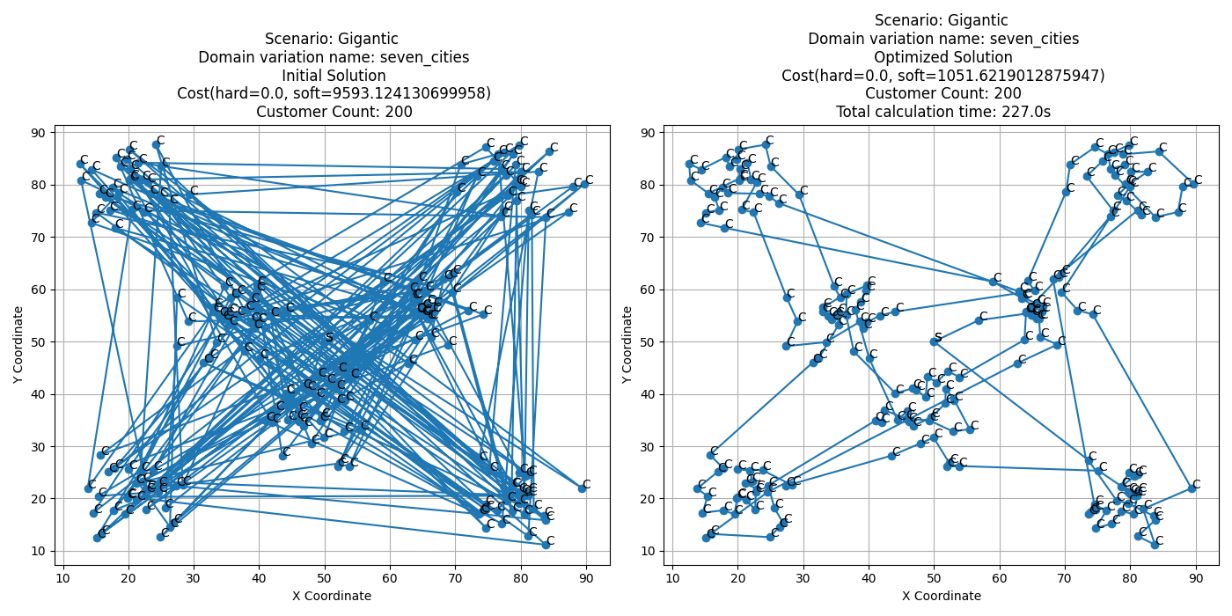 Scenario: Gigantic
Domain variation name: seven_cities
Initial Solution
Cost(hard=0.0, soft=9593.124130699958)
Customer Count: 200
90
80
70
60
50
40
30
20
10
Y Coordinate
S
C
10 20 30 40 50 60 70 80 90
X Coordinate
Scenario: Gigantic
Domain variation name: seven_cities
Optimized Solution
Cost(hard=0.0, soft=1051.6219012875947)
Customer Count: 200
Total calculation time: 227.0s
90
80
70
60
50
40
30
20
10
Y Coordinate
S
C
10 20 30 40 50 60 70 80 90
X Coordinate